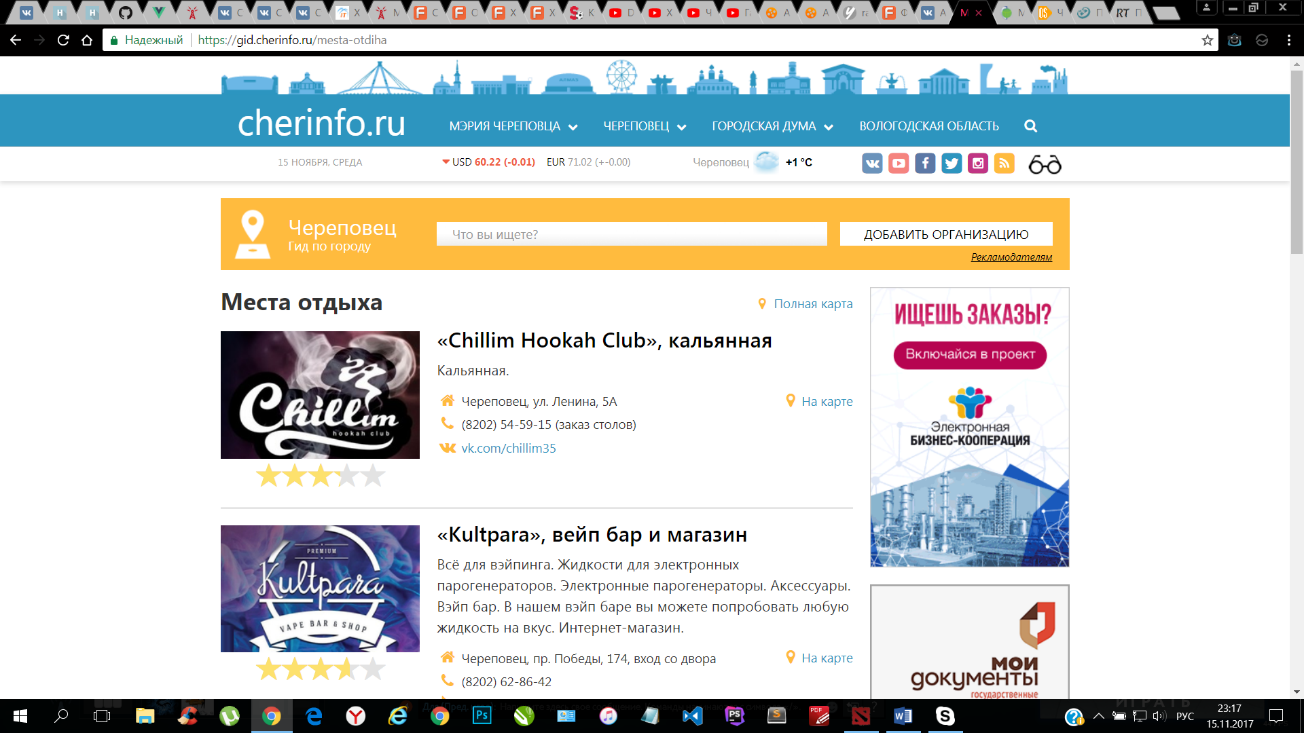 Надежный
https://gid.cherinfo.ru/mesta-otdiha
cherinfo.ru
МЭРИЯ ЧЕРЕПОВЦА
ЧЕРЕПОВЕЦ
ГОРОДСКАЯ ДУМА
ВОЛОГОДСКАЯ ОБЛАСТЬ
15 НОЯБРЯ, СРЕДА
USD 60.22 (-0.01) EUR 71.02 (+-0.00)
Череповец +1 °C
Череповец
Гид по городу
Что вы ищете?
ДОБАВИТЬ ОРГАНИЗАЦИЮ
Рекламодателям
Места отдыха
Полная карта
Chillim
hookah club
«Chillim Hookah Club», кальянная
Кальянная.
Череповец, ул. Ленина, 5А
На карте
(8202) 54-59-15 (заказ столов)
vk.com/chillim35
PREMIUM
Kultpara
VAPE BAR & SHOP
«Kultpara», вейп бар и магазин
Всё для вэйпинга. Жидкости для электронных
парогенераторов. Электронные парогенераторы. Аксессуары.
Вэйп бар. В нашем вэйп баре вы можете попробовать любую
жидкость на вкус. Интернет-магазин.
Череповец, пр. Победы, 174, вход со двора
На карте
(8202) 62-86-42
ИЩЕШЬ ЗАКАЗЫ?
Включайся в проект
Электронная
БИЗНЕС-КООПЕРАЦИЯ
МОИ
ДОКУМЕНТЫ
государственные
ИГРАТЬ
РУС
23:17
15.11.2017